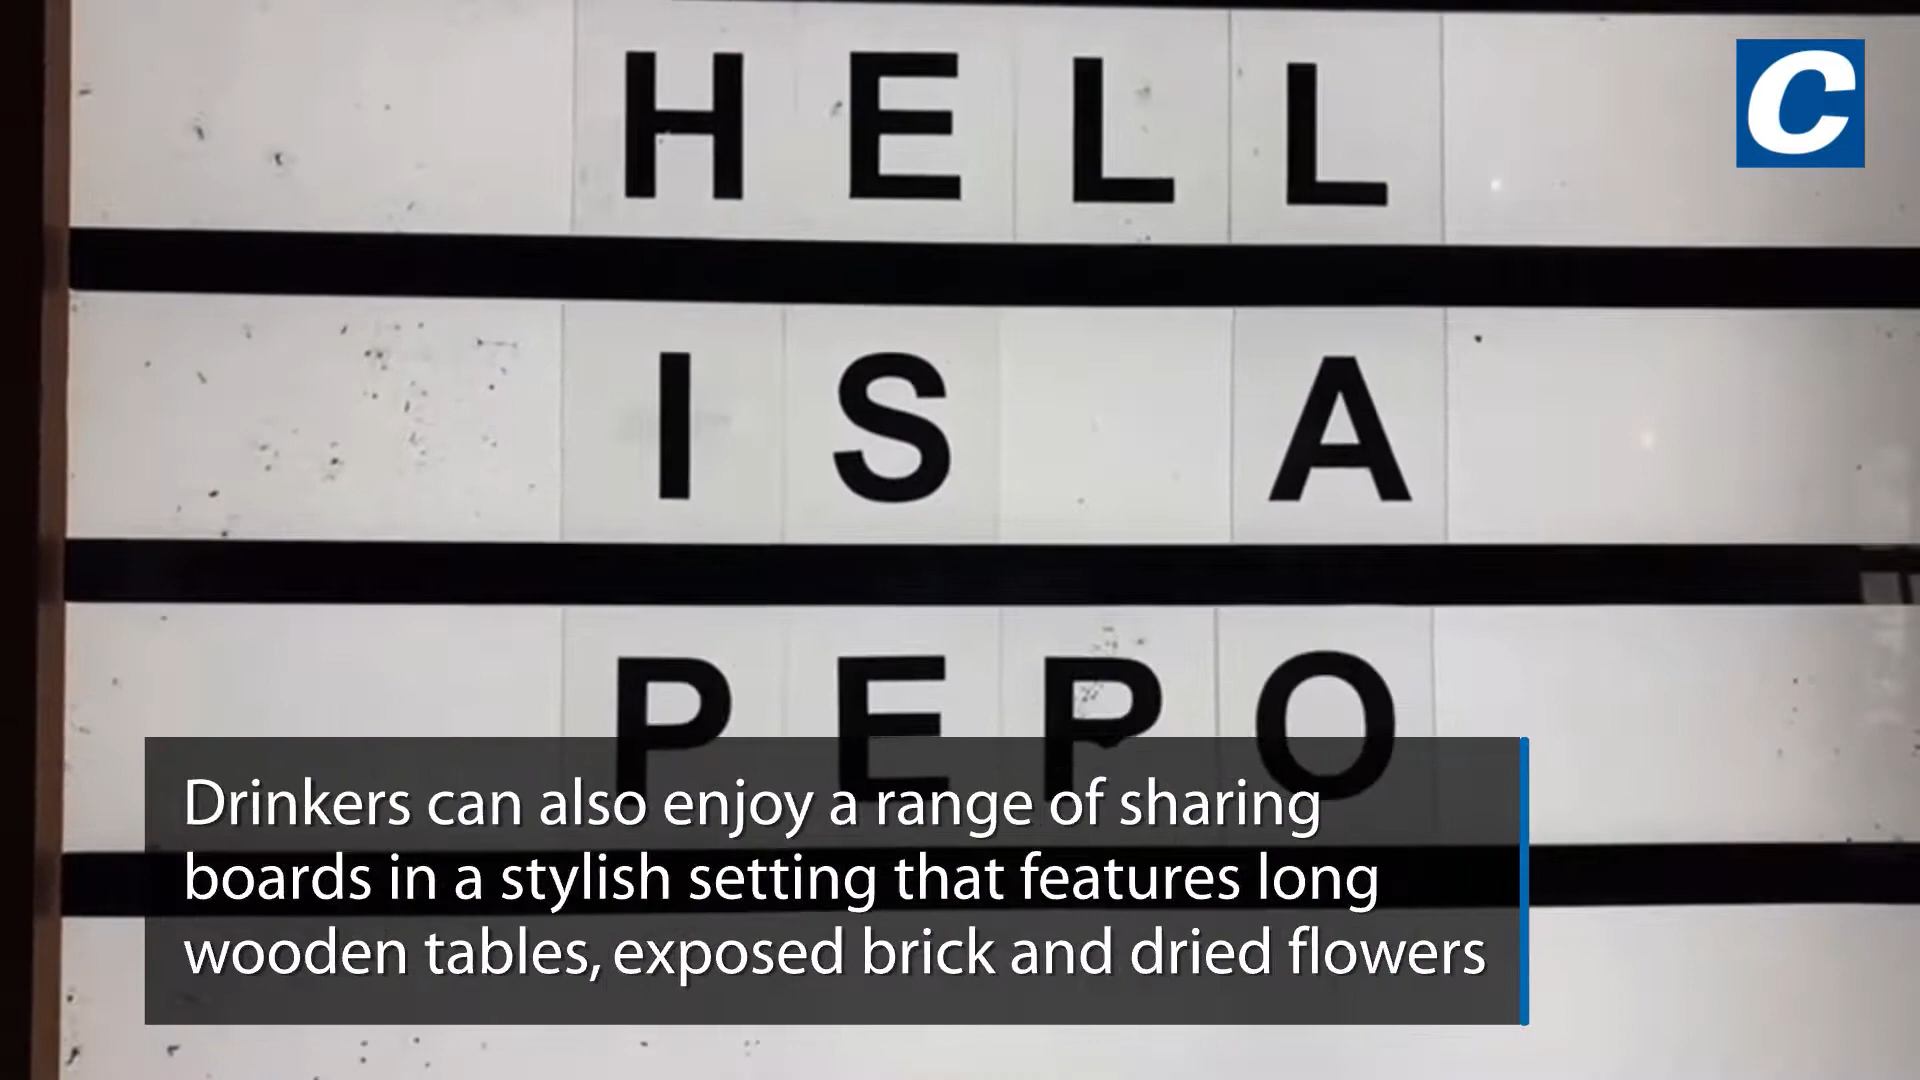 HELL
C
IS A
PEPO
Drinkers can also enjoy a range of sharing
boards in a stylish setting that features long
wooden tables, exposed brick and dried flowers